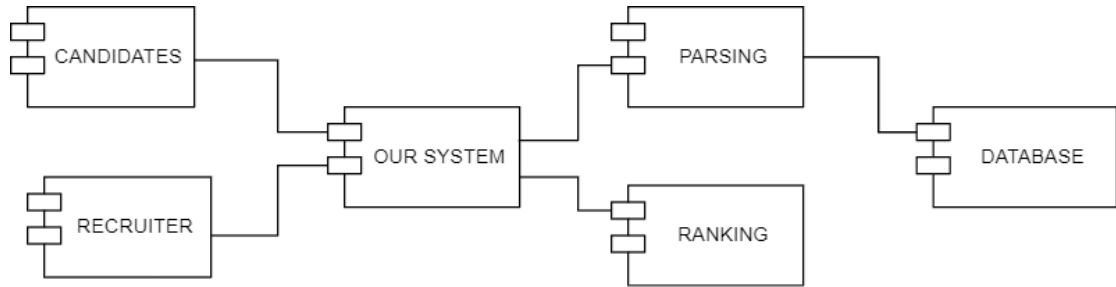 CANDIDATES
PARSING
OUR SYSTEM
DATABASE
RECRUITER
RANKING